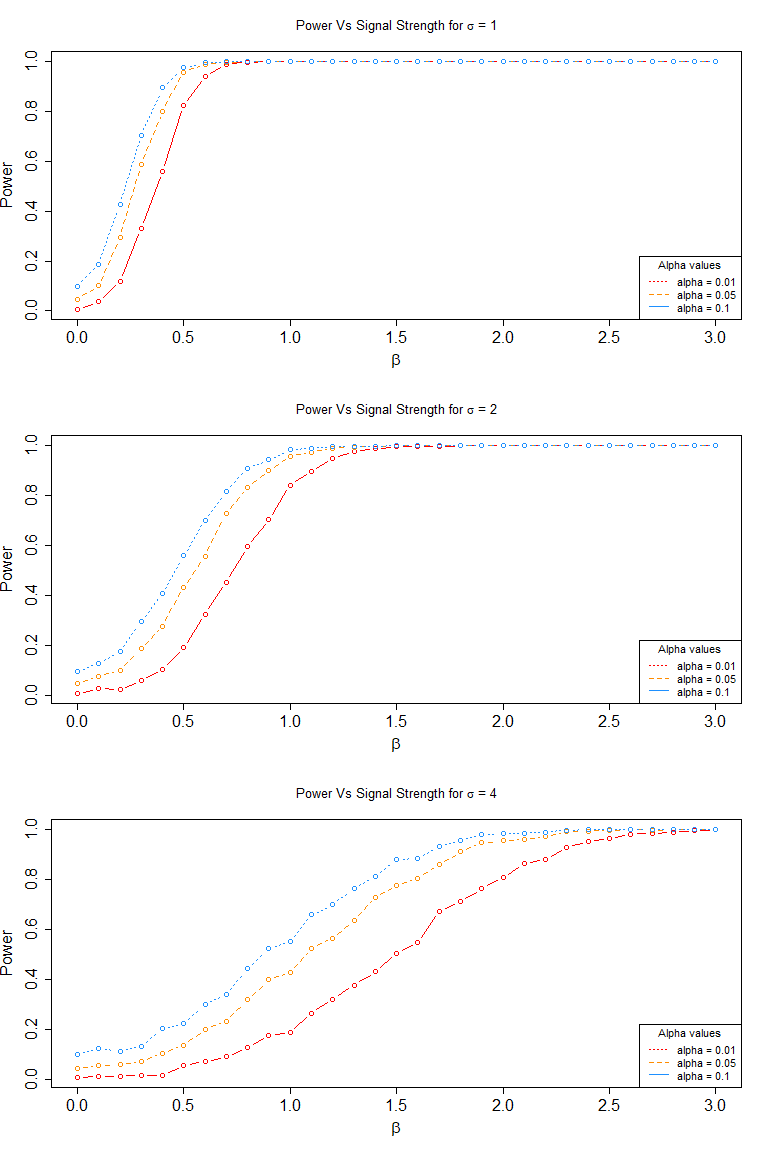 Power Vs Signal Strength for σ = 1
Power
0.0 0.2 0.4 0.6 0.8 1.0
Alpha values
alpha = 0.01
alpha = 0.05
alpha = 0.1
0.0 0.5 1.0 1.5 2.0 2.5 3.0
β
Power Vs Signal Strength for σ = 2
Power
0.0 0.2 0.4 0.6 0.8 1.0
Alpha values
alpha = 0.01
alpha = 0.05
alpha = 0.1
0.0 0.5 1.0 1.5 2.0 2.5 3.0
β
Power Vs Signal Strength for σ = 4
Power
0.0 0.2 0.4 0.6 0.8 1.0
Alpha values
alpha = 0.01
alpha = 0.05
alpha = 0.1
0.0 0.5 1.0 1.5 2.0 2.5 3.0
β